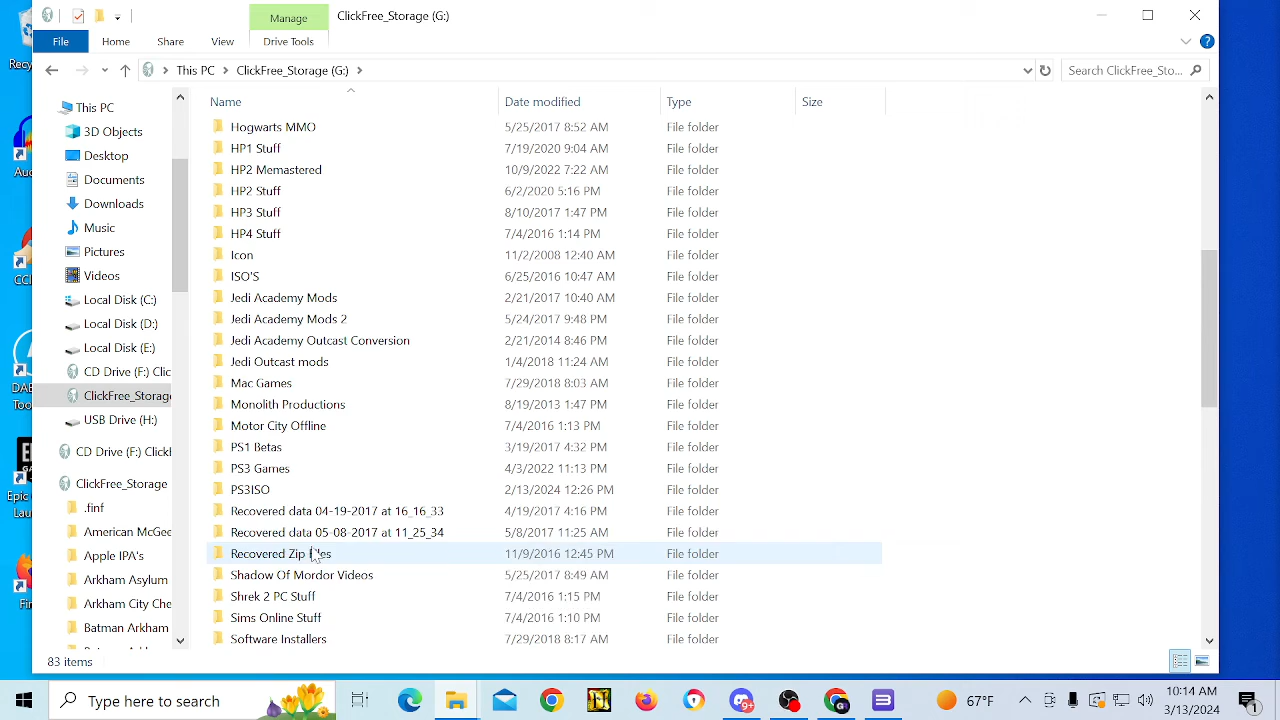 Manage
ClickFree_Storage (G:)
File
Home
Share
View
Drive Tools
This PC
ClickFree_Storage (G:)
Search ClickFree_Sto...
Name
Date modified
Type
Size
This PC
3D Objects
Desktop
Documents
Downloads
Music
Pictures
Videos
Local Disk (C:)
Local Disk (D:)
Local Disk (E:)
CD Drive (F:) Clic
ClickFree_Storage
USB Drive (H:)
CD Drive (F:) Click
ClickFree_Storage
.finf
American McGee
Apple IPA's
Arkham Asylum
Arkham City Che
Batman Arkham
Hogwarts MMO 5/25/2017 8:52 AM File folder
HP1 Stuff 7/19/2020 9:04 AM File folder
HP2 Memastered 10/9/2022 7:22 AM File folder
HP2 Stuff 6/2/2020 5:16 PM File folder
HP3 Stuff 8/10/2017 1:47 PM File folder
HP4 Stuff 7/4/2016 1:14 PM File folder
Icon 11/2/2008 12:40 AM File folder
ISO'S 6/25/2016 10:47 AM File folder
Jedi Academy Mods 2/21/2017 10:40 AM File folder
Jedi Academy Mods 2 5/24/2017 9:48 PM File folder
Jedi Academy Outcast Conversion 2/21/2014 8:46 PM File folder
Jedi Outcast mods 1/4/2018 11:24 AM File folder
Mac Games 7/29/2018 8:03 AM File folder
Monolith Productions 8/19/2013 1:47 PM File folder
Motor City Offline 7/4/2016 1:13 PM File folder
PS1 Betas 3/19/2017 4:32 PM File folder
PS3 Games 4/3/2022 11:13 PM File folder
PS3ISO 2/13/2024 12:26 PM File folder
Recovered data 04-19-2017 at 16_16_33 4/19/2017 4:16 PM File folder
Recovered data 05-08-2017 at 11_25_34 5/8/2017 11:25 AM File folder
Recovered Zip Files 11/9/2016 12:45 PM File folder
Shadow Of Mordor Videos 5/25/2017 8:49 AM File folder
Shrek 2 PC Stuff 7/4/2016 1:15 PM File folder
Sims Online Stuff 7/4/2016 1:10 PM File folder
Software Installers 7/29/2018 8:17 AM File folder
83 items
Recy
Auc
CCl
DAE
Too
Epic
Lau
Fin
Type here to search
9+
G
67°F
10:14 AM
3/13/2024
1